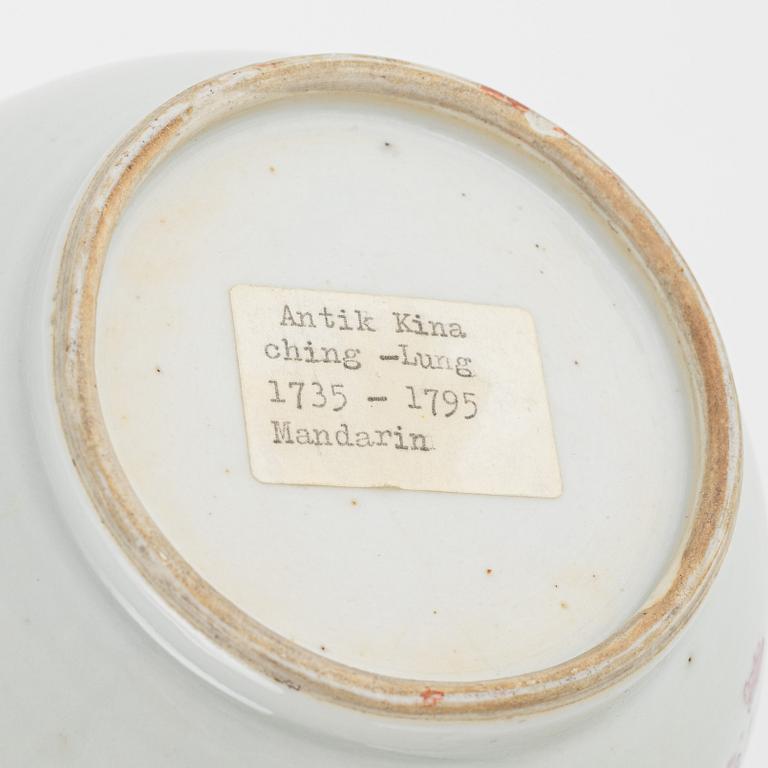 Antik Kina
ching -Lung
1735 - 1795
Mandarin